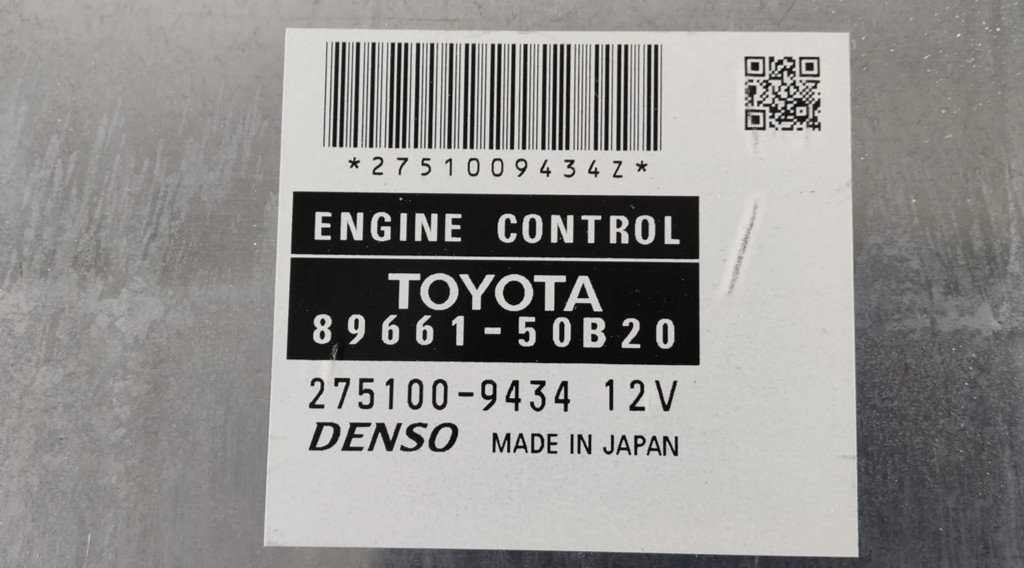 *2751009434Z*
ENGINE CONTROL
TOYOTA
89661-50B20
275100-9434 12V
DENSO MADE IN JAPAN